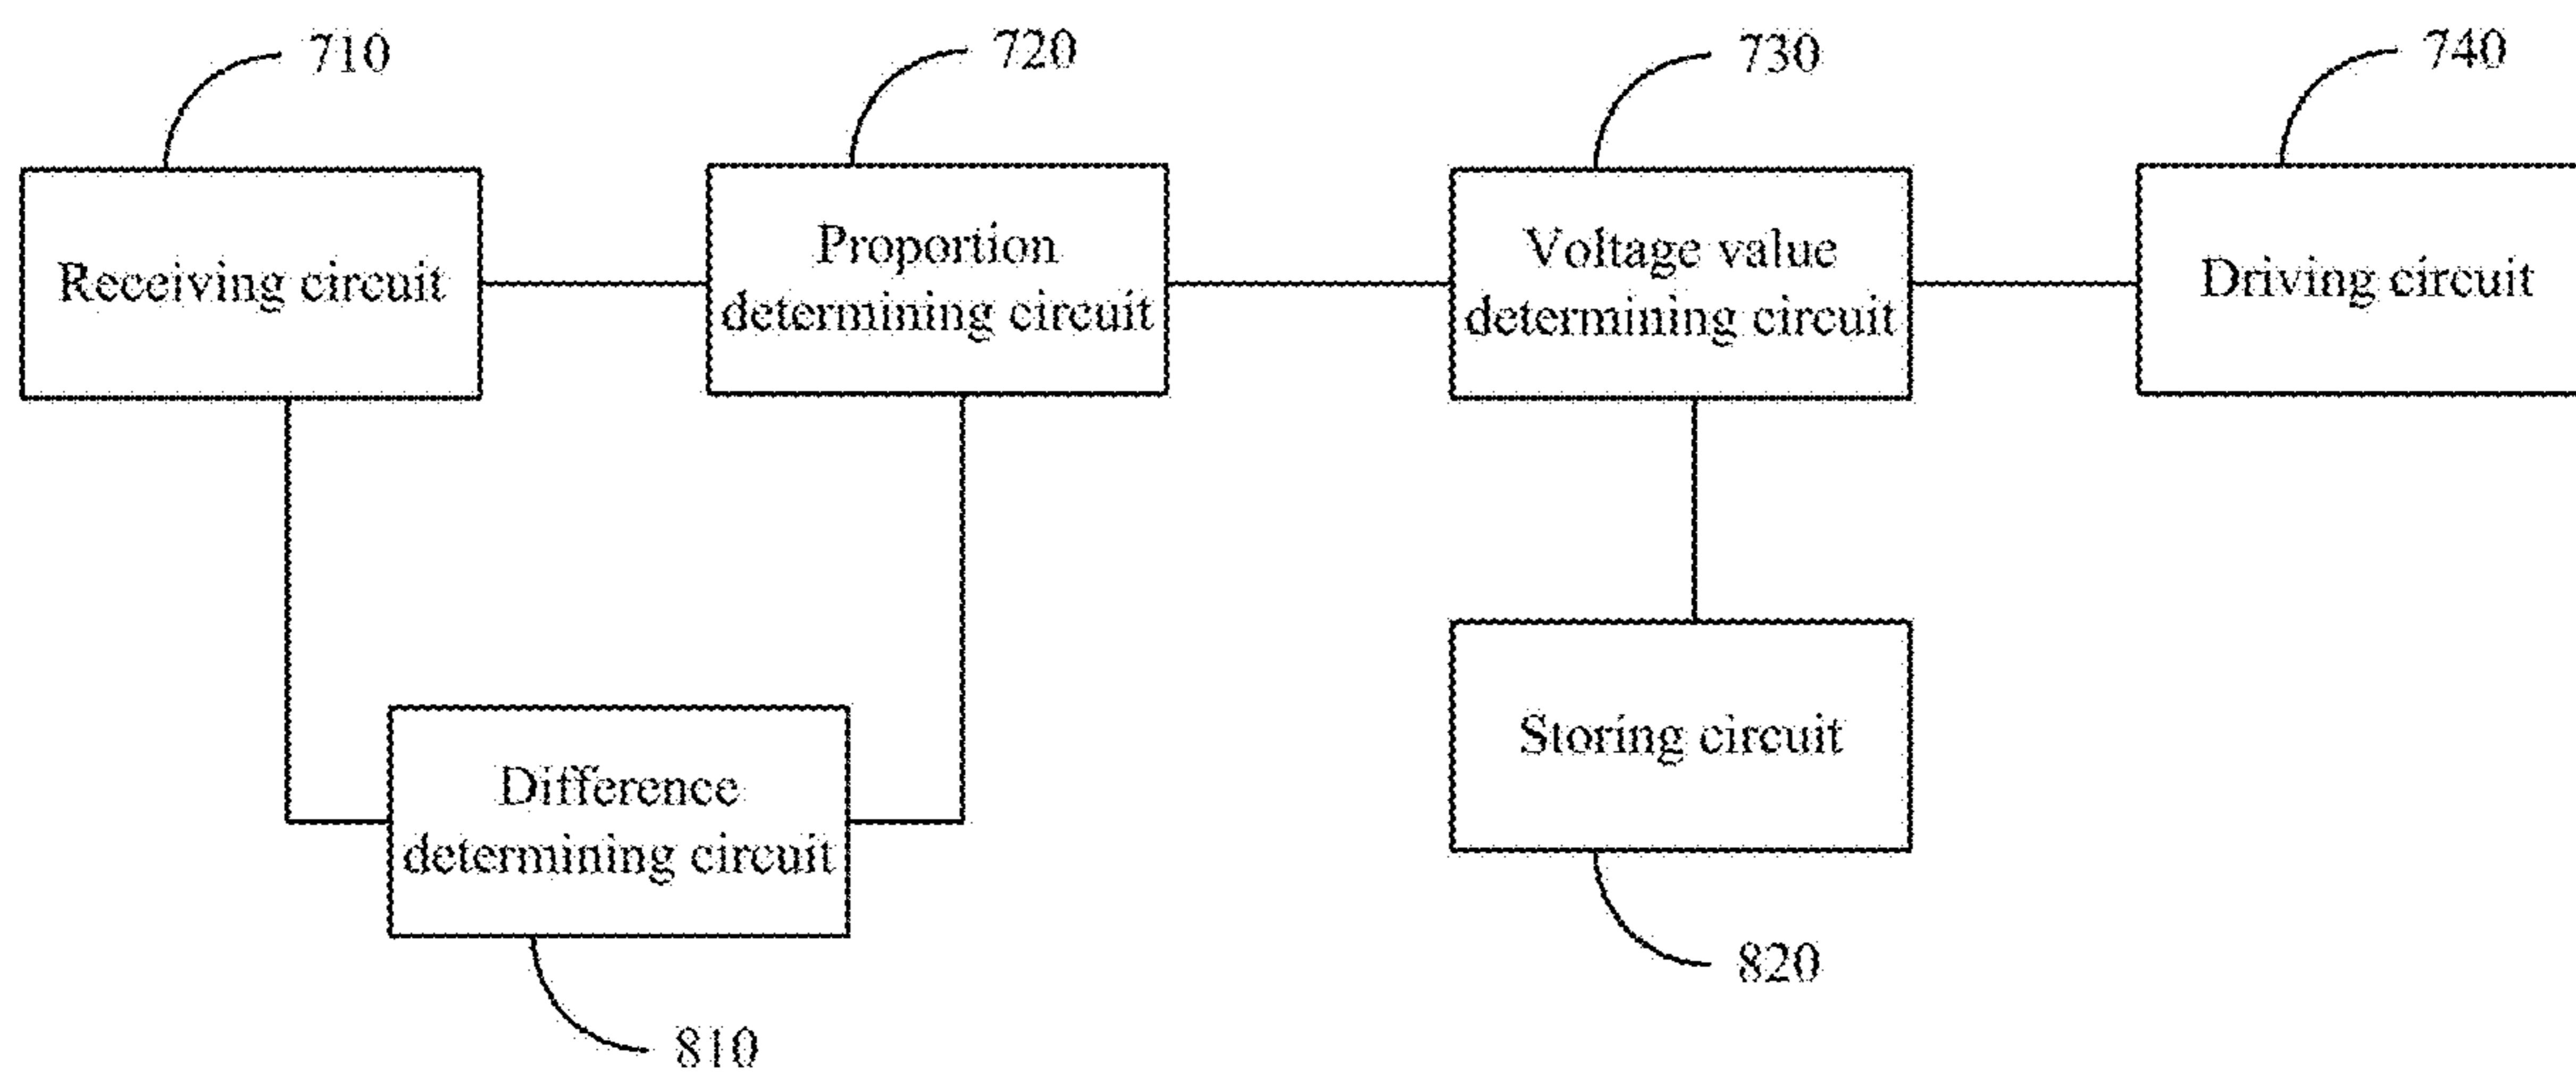 710
720
730
740
Receiving circuit
Proportion
determining circuit
Voltage value
determining circuit
Driving circuit
Difference
determining circuit
Storing circuit
810
820